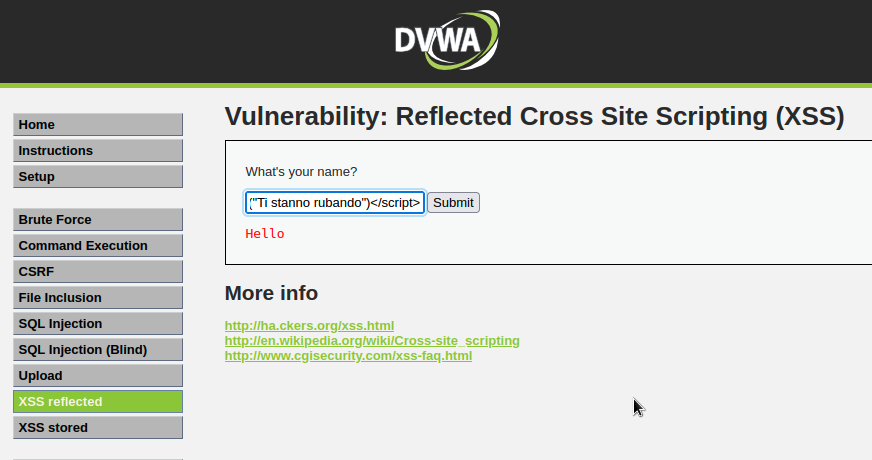 DVWA
Home
Instructions
Setup
Brute Force
Command Execution
CSRF
File Inclusion
SQL Injection
SQL Injection (Blind)
Upload
XSS reflected
XSS stored
Vulnerability: Reflected Cross Site Scripting (XSS)
What's your name?
("Ti stanno rubando")</script> Submit
Hello
More info
http://ha.ckers.org/xss.html
http://en.wikipedia.org/wiki/Cross-site_scripting
http://www.cgisecurity.com/xss-faq.html